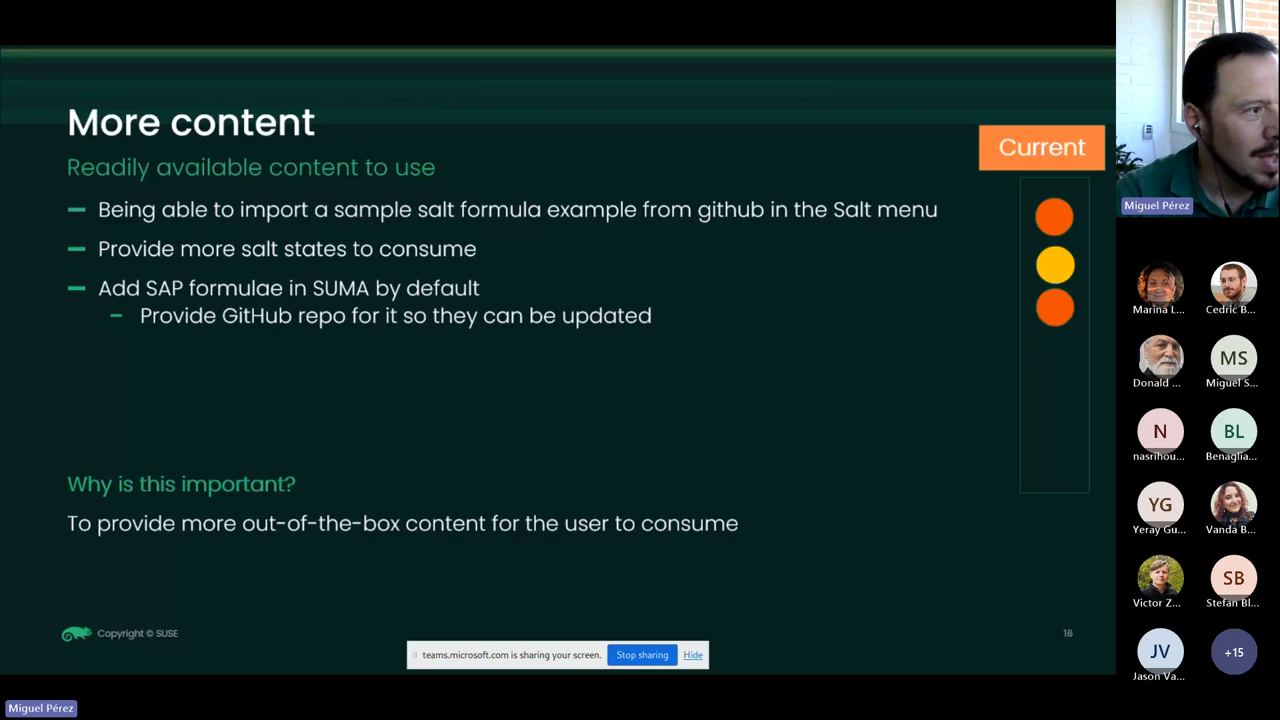 More content
Readily available content to use
Being able to import a sample salt formula example from github in the Salt menu
Provide more salt states to consume
Add SAP formulae in SUMA by default
Provide GitHub repo for it so they can be updated
Why is this important?
To provide more out-of-the-box content for the user to consume
Copyright © SUSE
16
Current
teams.microsoft.com is sharing your screen.
Stop sharing
Hide
Miguel Pérez
Miguel Pérez
Marina L...
Cedric B...
Donald ...
MS
Miguel S...
N
nasrihou...
BL
Benaglia...
YG
Yeray Gu...
Vanda B...
Victor Z...
SB
Stefan Bl...
JV
Jason Va...
+15